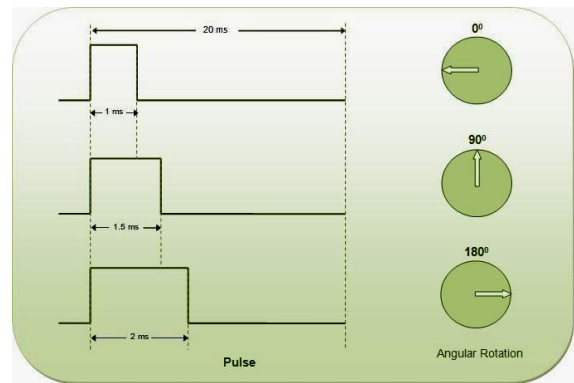 20 ms
0⁰
1 ms
90⁰
1.5 ms
180⁰
2 ms
Pulse
Angular Rotation